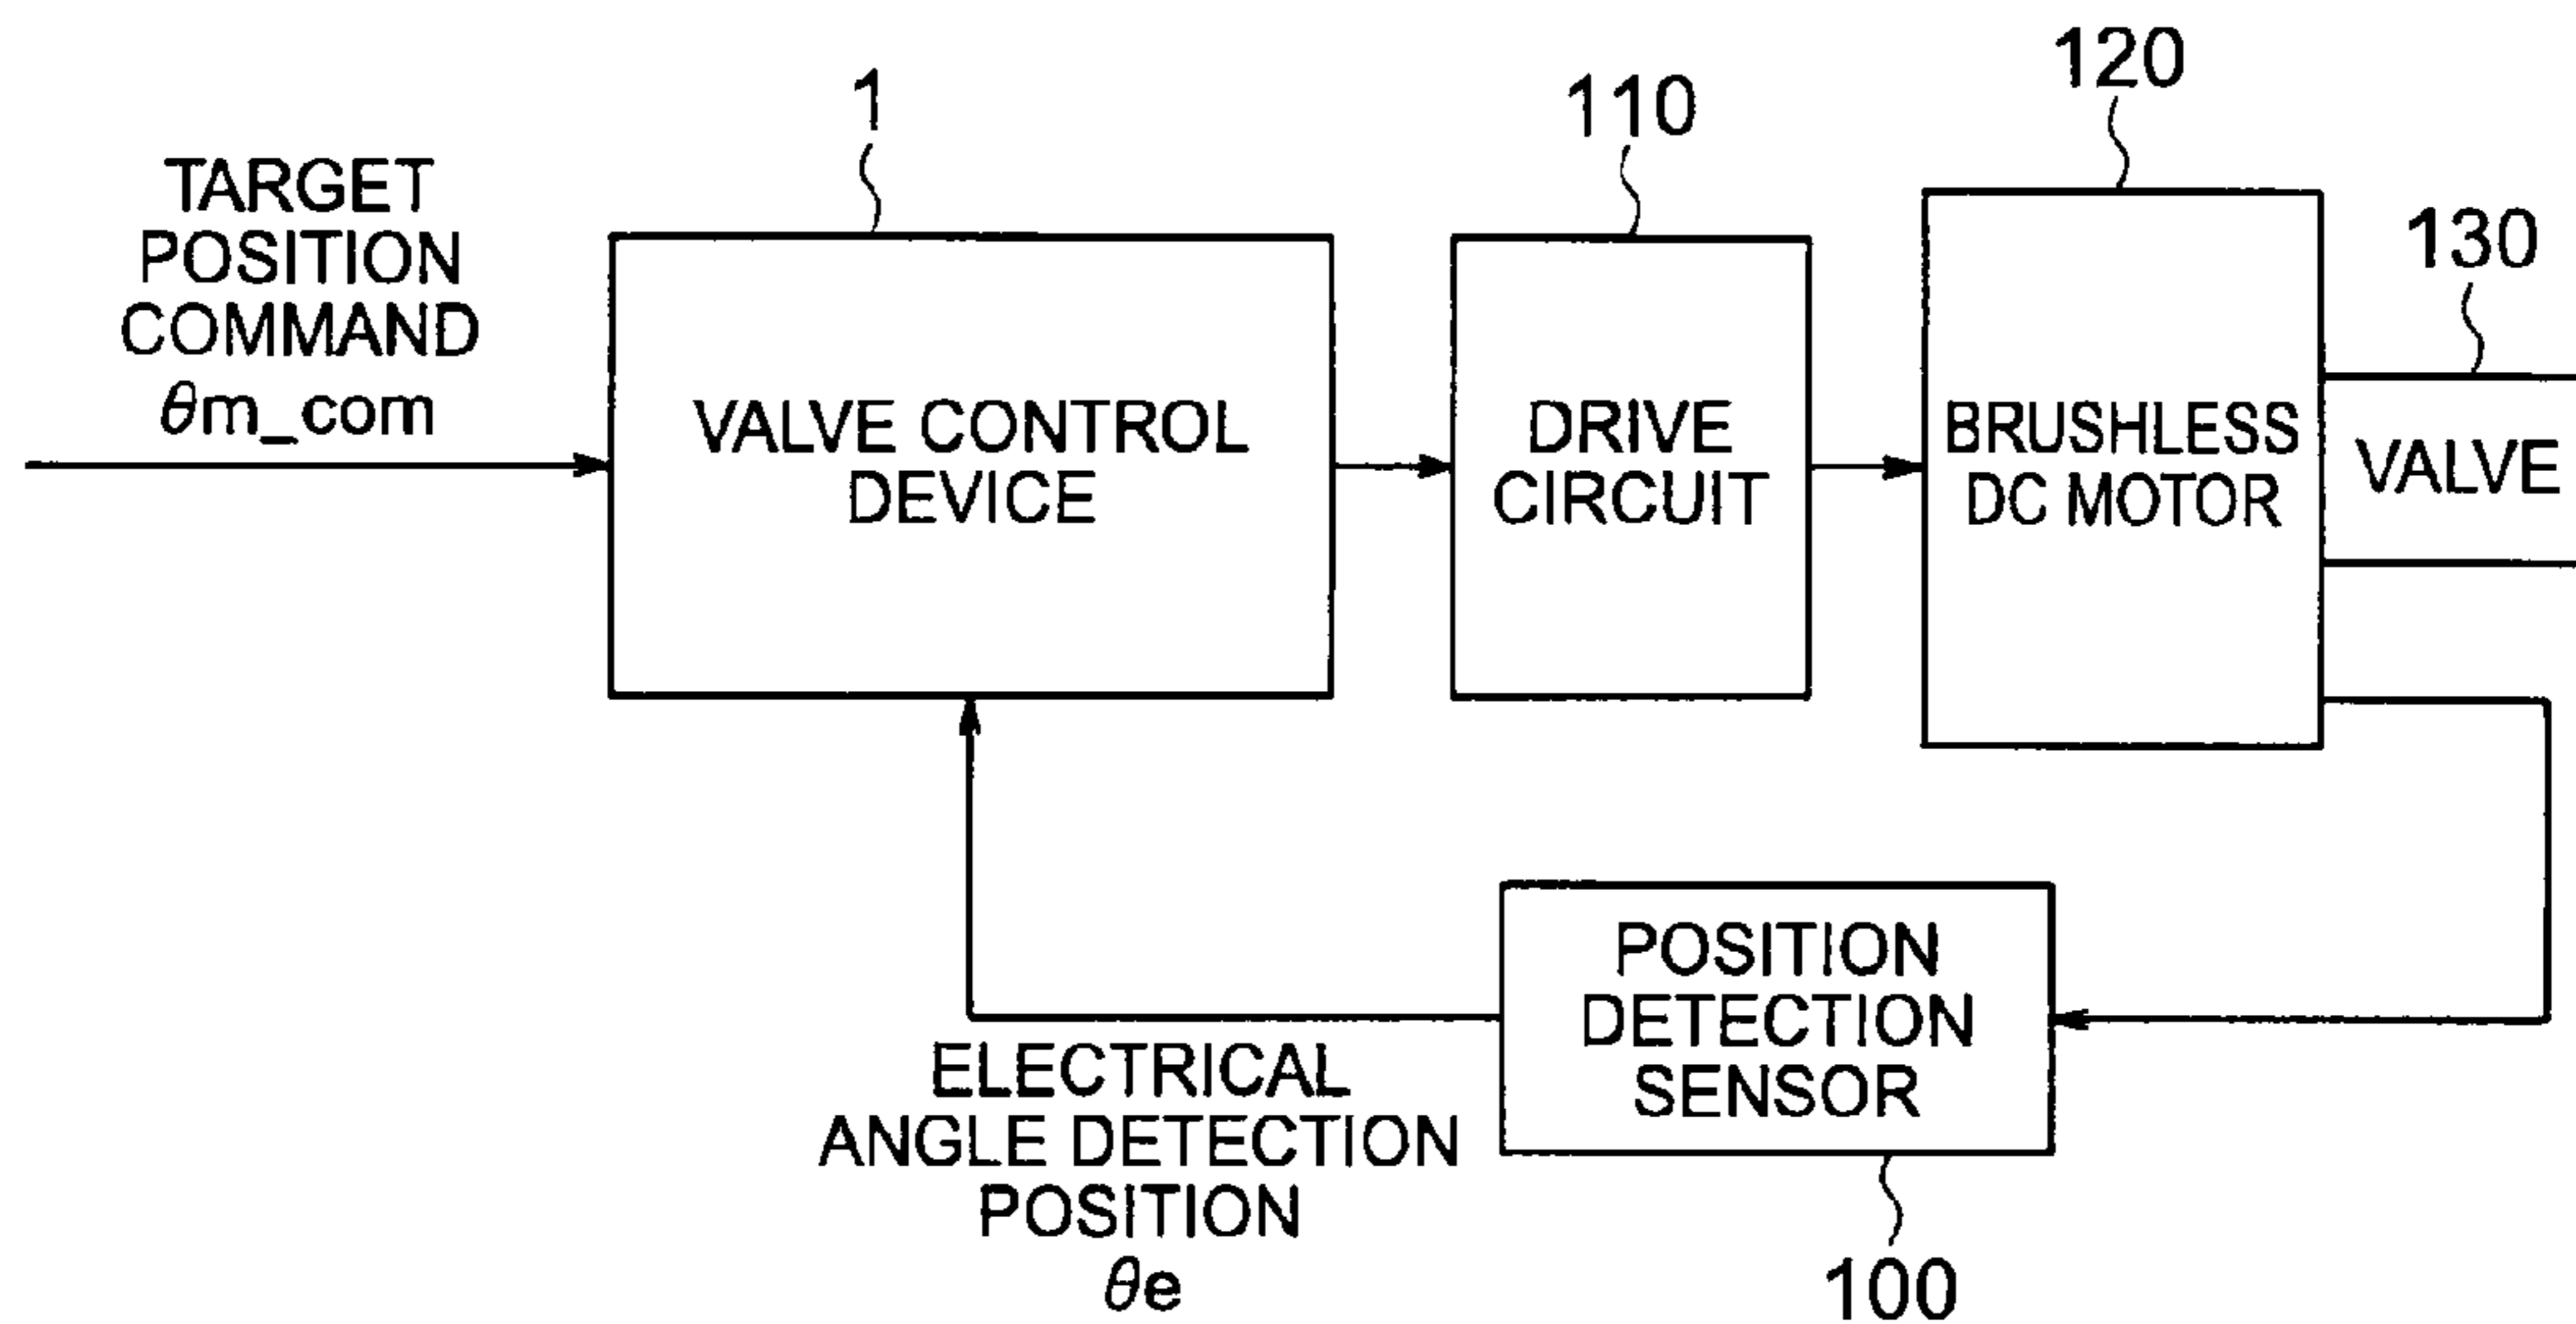 120
1
110
130
TARGET
POSITION
COMMAND
θm_com
VALVE CONTROL
DEVICE
DRIVE
CIRCUIT
BRUSHLESS
DC MOTOR
VALVE
POSITION
DETECTION
SENSOR
ELECTRICAL
ANGLE DETECTION
POSITION
θe
100